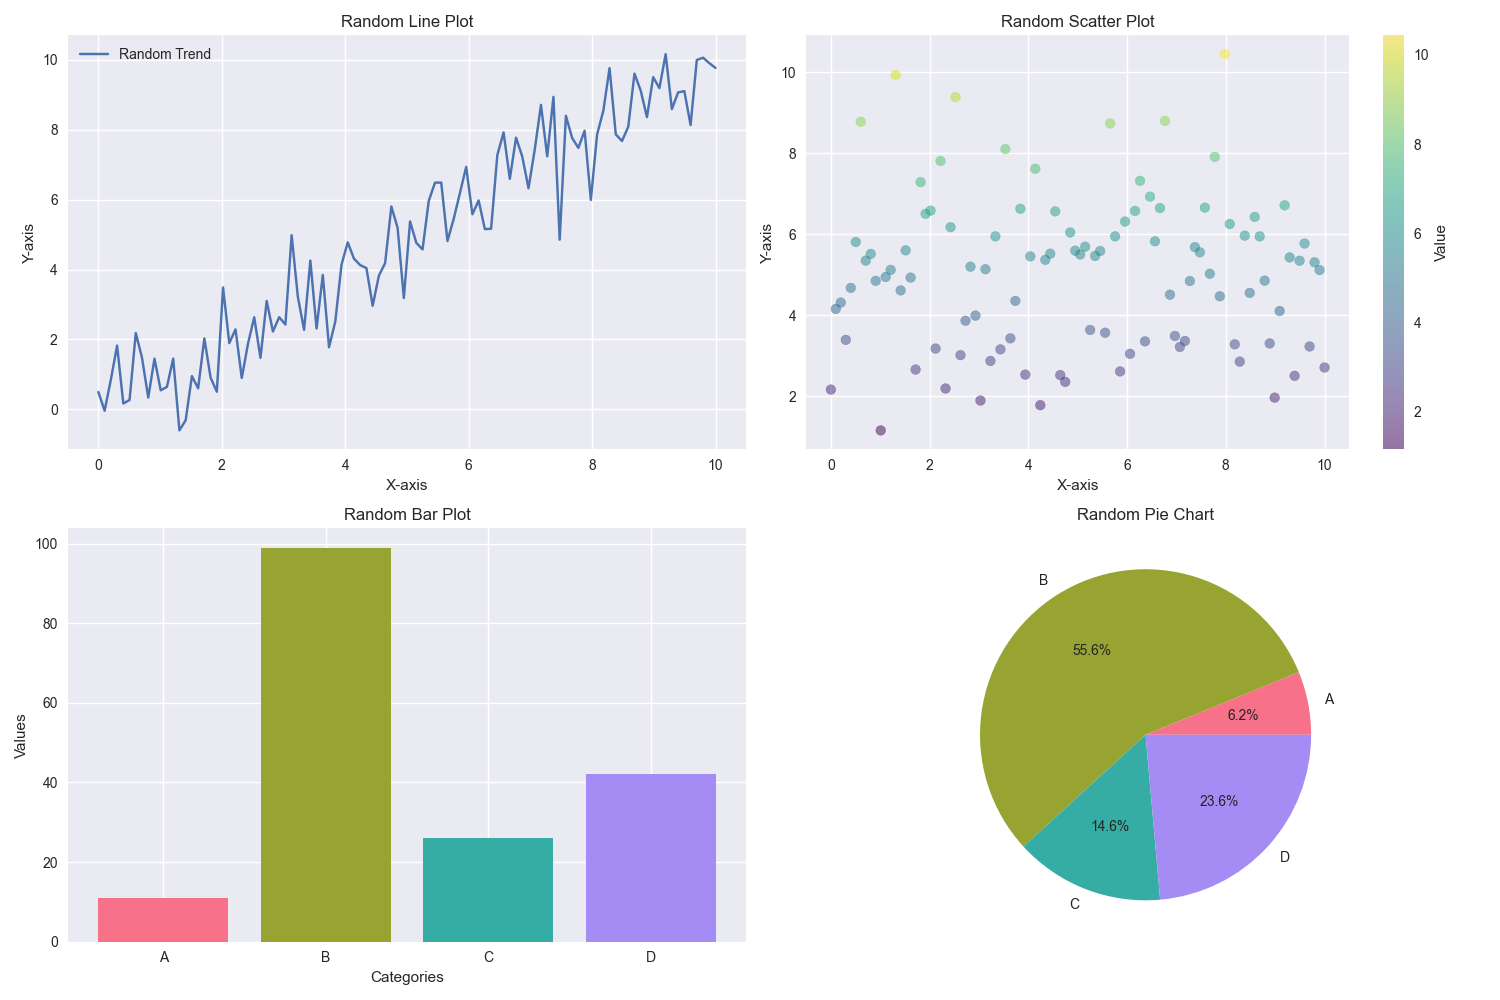 Random Line Plot
Random Trend
10
8
6
4
2
0
Y-axis
0 2 4 6 8 10
X-axis
Random Scatter Plot
10
8
6
4
2
Y-axis
0 2 4 6 8 10
X-axis
10
8
6
4
2
Value
Random Bar Plot
100
80
60
40
20
0
Values
A B C D
Categories
Random Pie Chart
B
55.6%
A
6.2%
23.6%
14.6%
D
C